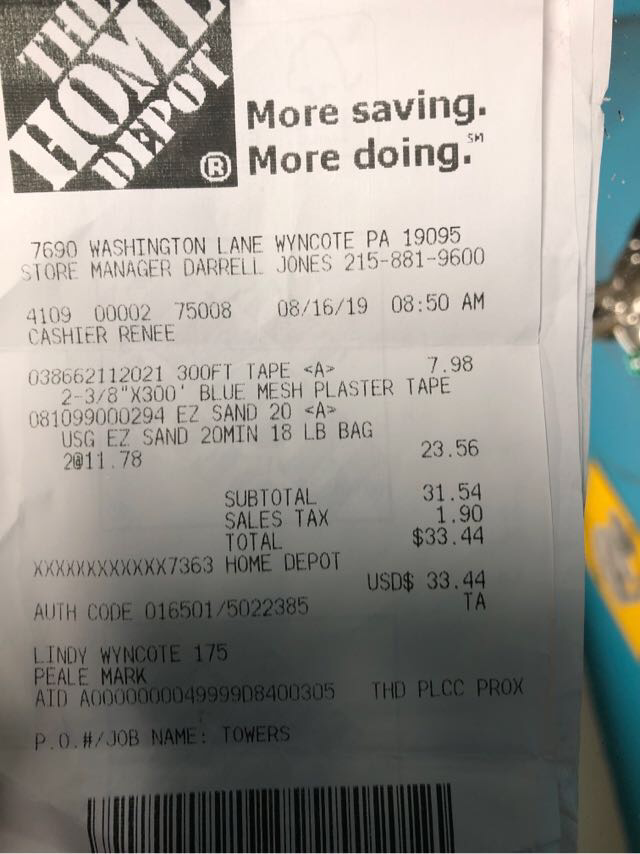 THE
HOME
DEPOT
®
More saving.
More doing.℠
7690 WASHINGTON LANE WYNCOTE PA 19095
STORE MANAGER DARRELL JONES 215-881-9600
4109 00002 75008 08/16/19 08:50 AM
CASHIER RENEE
038662112021 300FT TAPE <A> 7.98
2-3/8"X300' BLUE MESH PLASTER TAPE
081099000294 EZ SAND 20 <A>
USG EZ SAND 20MIN 18 LB BAG
2@11.78 23.56
SUBTOTAL 31.54
SALES TAX 1.90
TOTAL $33.44
XXXXXXXXXXXX7363 HOME DEPOT
USD$ 33.44
AUTH CODE 016501/5022385 TA
LINDY WYNCOTE 175
PEALE MARK
AID A0000000049999D8400305 THD PLCC PROX
P.O.#/JOB NAME: TOWERS